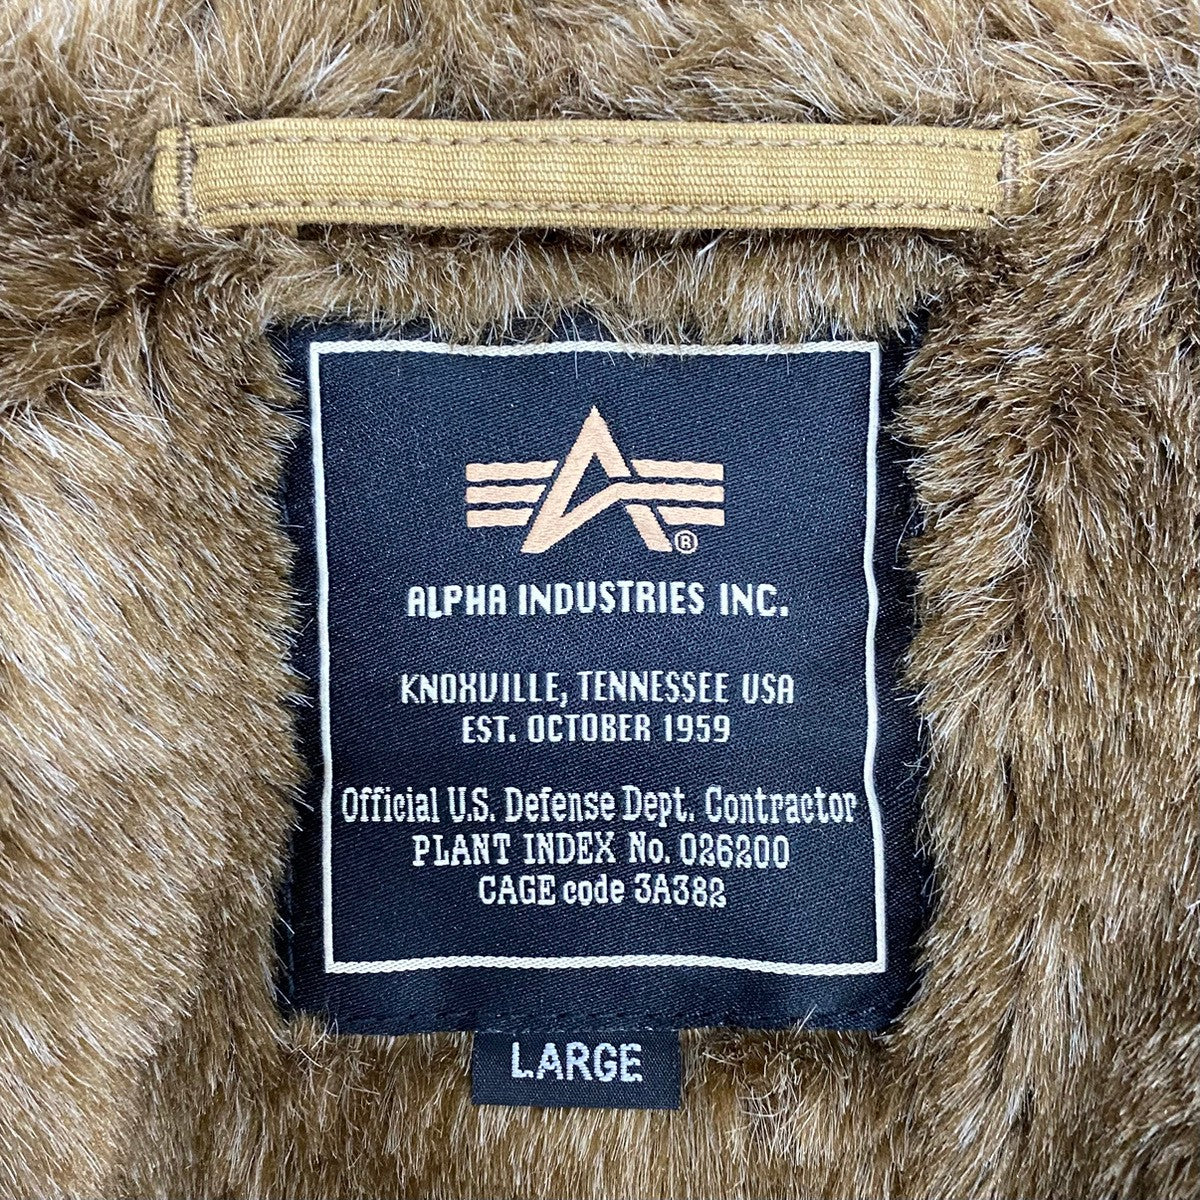 ®
ALPHA INDUSTRIES INC.
KNOXVILLE, TENNESSEE USA
EST. OCTOBER 1959
Official U.S. Defense Dept. Contractor
PLANT INDEX No. 026200
CAGE code 3A382
LARGE